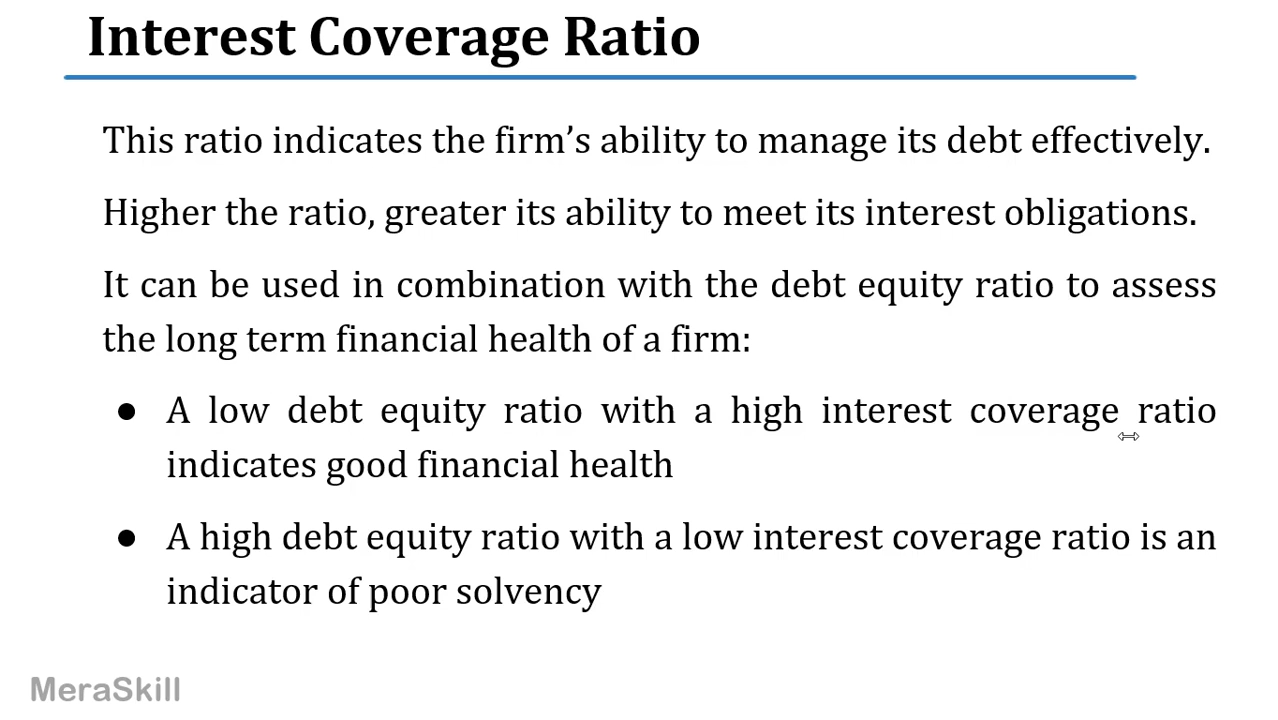 Interest Coverage Ratio
This ratio indicates the firm’s ability to manage its debt effectively.
Higher the ratio, greater its ability to meet its interest obligations.
It can be used in combination with the debt equity ratio to assess
the long term financial health of a firm:
● A low debt equity ratio with a high interest coverage ratio
indicates good financial health
● A high debt equity ratio with a low interest coverage ratio is an
indicator of poor solvency
MeraSkill